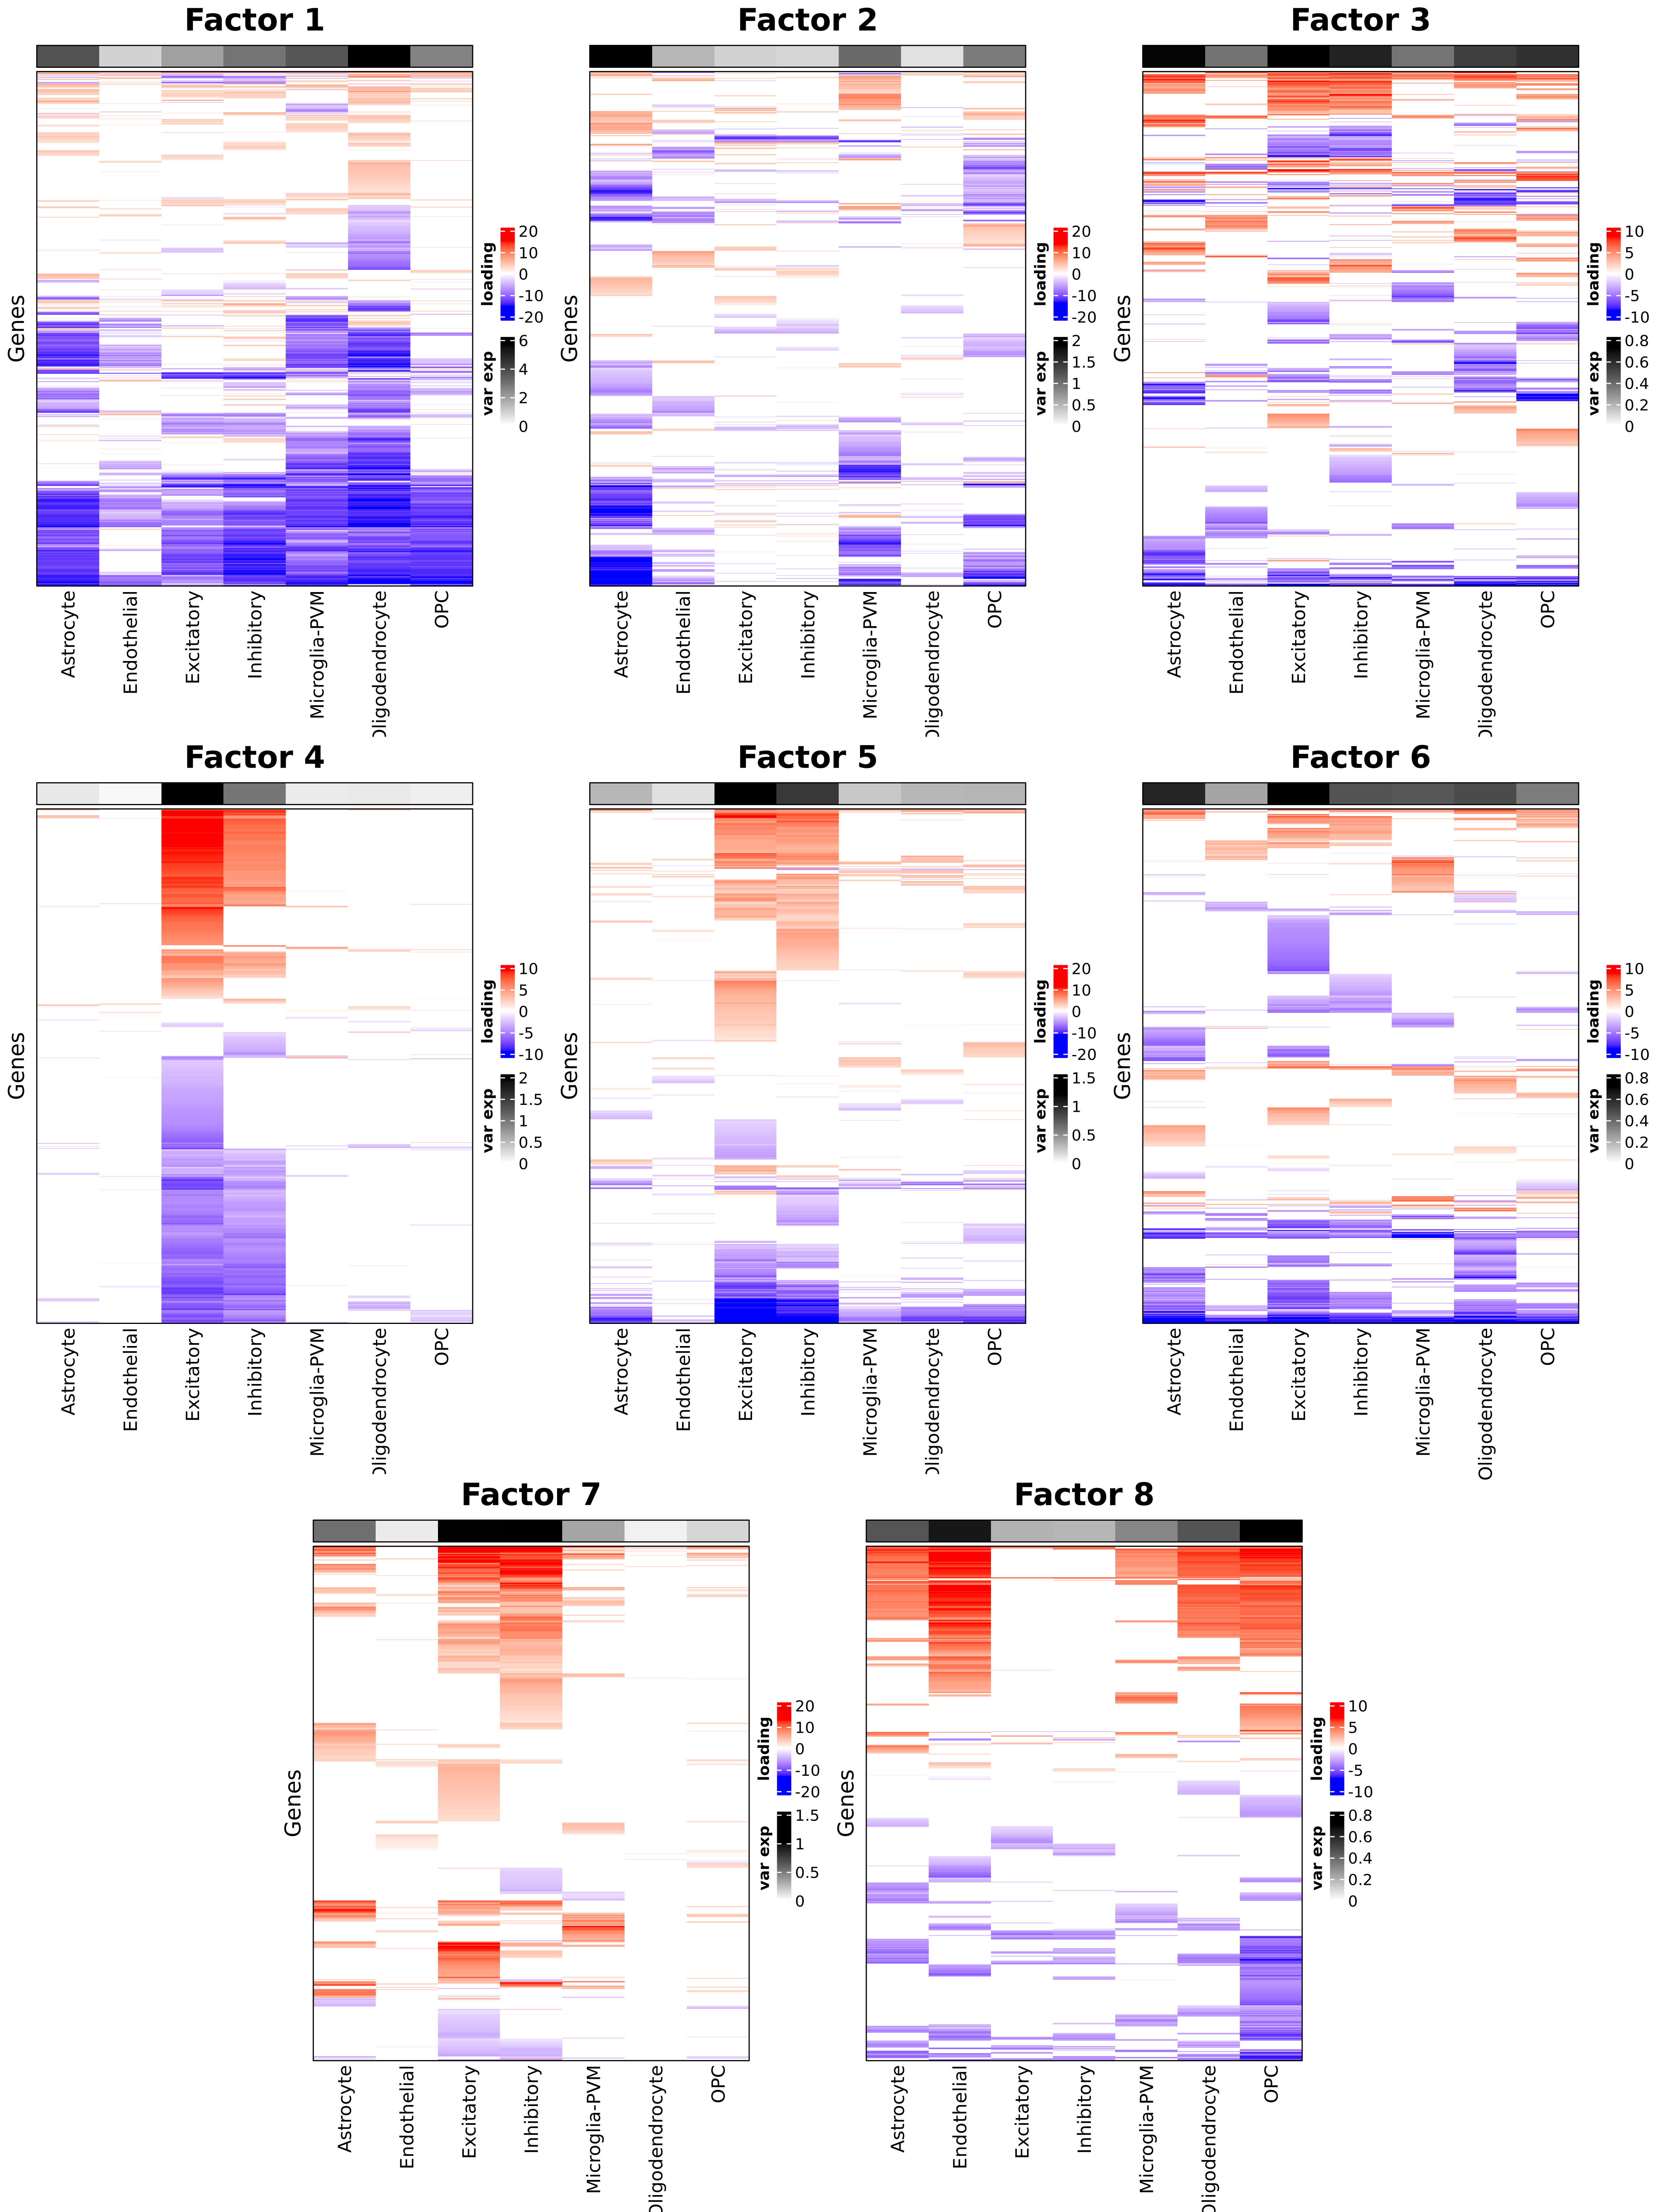 Factor 1
Genes
loading
20
10
0
-10
-20
var exp
6
4
2
0
Astrocyte
Endothelial
Excitatory
Inhibitory
Microglia-PVM
Oligodendrocyte
OPC
Factor 2
Genes
loading
20
10
0
-10
-20
var exp
2
1.5
1
0.5
0
Astrocyte
Endothelial
Excitatory
Inhibitory
Microglia-PVM
Oligodendrocyte
OPC
Factor 3
Genes
loading
10
5
0
-5
-10
var exp
0.8
0.6
0.4
0.2
0
Astrocyte
Endothelial
Excitatory
Inhibitory
Microglia-PVM
Oligodendrocyte
OPC
Factor 4
Genes
loading
10
5
0
-5
-10
var exp
2
1.5
1
0.5
0
Astrocyte
Endothelial
Excitatory
Inhibitory
Microglia-PVM
Oligodendrocyte
OPC
Factor 5
Genes
loading
20
10
0
-10
-20
var exp
1.5
1
0.5
0
Astrocyte
Endothelial
Excitatory
Inhibitory
Microglia-PVM
Oligodendrocyte
OPC
Factor 6
Genes
loading
10
5
0
-5
-10
var exp
0.8
0.6
0.4
0.2
0
Astrocyte
Endothelial
Excitatory
Inhibitory
Microglia-PVM
Oligodendrocyte
OPC
Factor 7
Genes
loading
20
10
0
-10
-20
var exp
1.5
1
0.5
0
Astrocyte
Endothelial
Excitatory
Inhibitory
Microglia-PVM
Oligodendrocyte
OPC
Factor 8
Genes
loading
10
5
0
-5
-10
var exp
0.8
0.6
0.4
0.2
0
Astrocyte
Endothelial
Excitatory
Inhibitory
Microglia-PVM
Oligodendrocyte
OPC